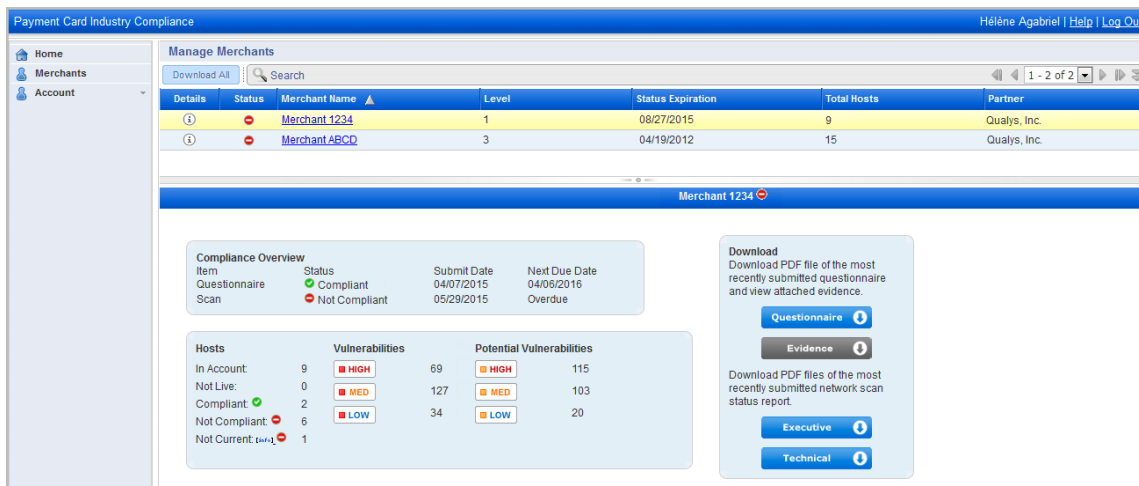 Payment Card Industry Compliance
Hélène Agabriel | Help | Log Ou
Home
Merchants
Account
Manage Merchants
Download All Search 1 - 2 of 2
Details Status Merchant Name Level Status Expiration Total Hosts Partner
Merchant 1234 1 08/27/2015 9 Qualys, Inc.
Merchant ABCD 3 04/19/2012 15 Qualys, Inc.
Merchant 1234
Compliance Overview
Item Status Submit Date Next Due Date
Questionnaire Compliant 04/07/2015 04/06/2016
Scan Not Compliant 05/29/2015 Overdue
Hosts Vulnerabilities Potential Vulnerabilities
In Account: 9 HIGH 69 HIGH 115
Not Live: 0
Compliant: 2 MED 127 MED 103
Not Compliant: 6 LOW 34 LOW 20
Not Current: [info] 1
Download
Download PDF file of the most
recently submitted questionnaire
and view attached evidence.
Questionnaire
Evidence
Download PDF files of the most
recently submitted network scan
status report.
Executive
Technical